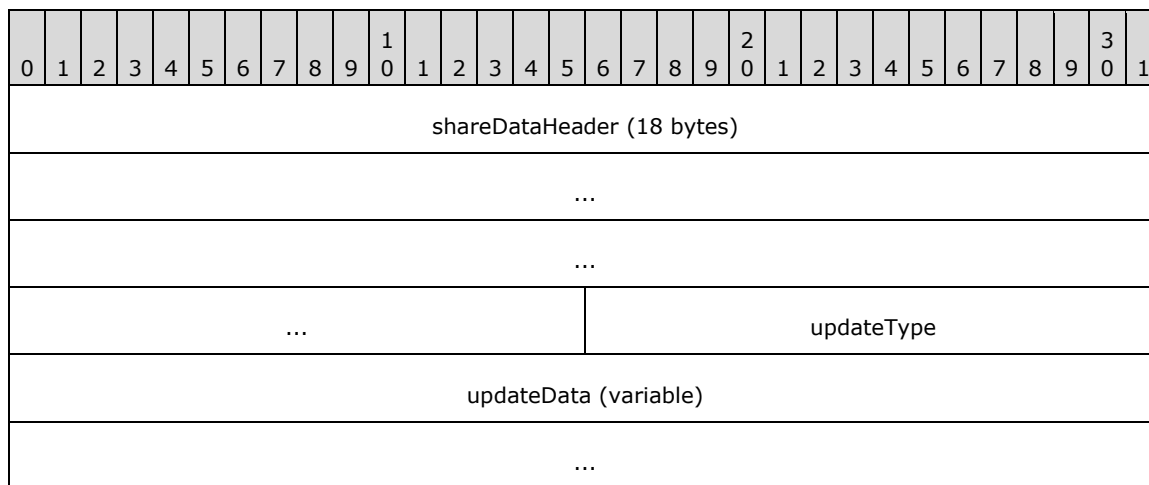 1 2 3
0 1 2 3 4 5 6 7 8 9 0 1 2 3 4 5 6 7 8 9 0 1 2 3 4 5 6 7 8 9 0 1
shareDataHeader (18 bytes)
...
...
... updateType
updateData (variable)
...